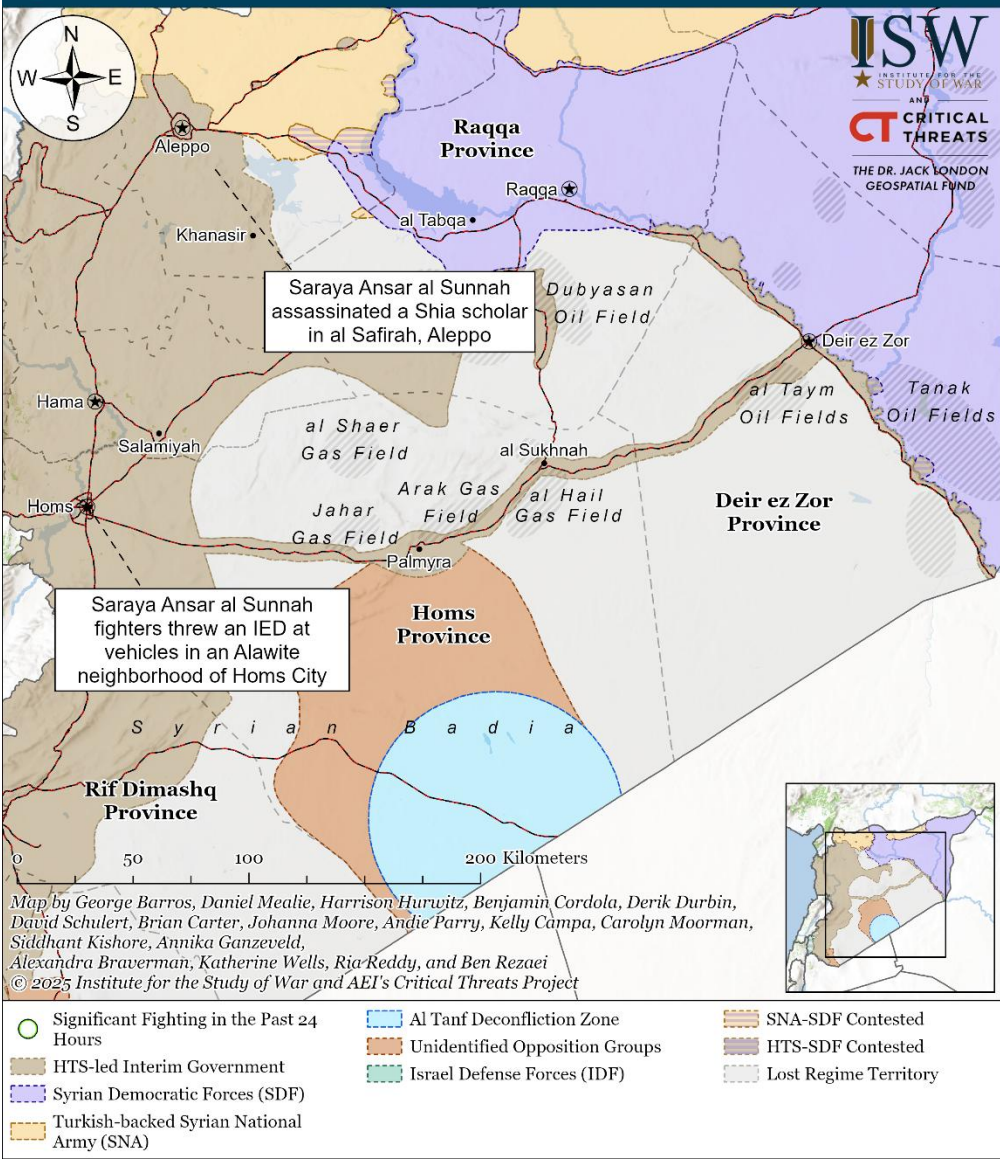 N
W
E
S
ISW
INSTITUTE FOR THE
STUDY OF WAR
AND
CT CRITICAL
THREATS
THE DR. JACK LONDON
GEOSPATIAL FUND
Aleppo
Raqqa
Province
Raqqa
al Tabqa
Khanasir
Saraya Ansar al Sunnah
assassinated a Shia scholar
in al Safirah, Aleppo
Dubyasan
Oil Field
Deir ez Zor
al Taym
Oil Fields
Tanak
Oil Fields
Hama
Salamiyah
al Shaer
Gas Field
al Sukhnah
Arak Gas
Field
al Hail
Gas Field
Deir ez Zor
Province
Homs
Jahar
Gas Field
Palmyra
Saraya Ansar al Sunnah
fighters threw an IED at
vehicles in an Alawite
neighborhood of Homs City
Homs
Province
Syrian Badia
Rif Dimashq
Province
0 50 100 200 Kilometers
Map by George Barros, Daniel Mealie, Harrison Hurwitz, Benjamin Cordola, Derik Durbin,
David Schulert, Brian Carter, Johanna Moore, Andie Parry, Kelly Campa, Carolyn Moorman,
Siddhant Kishore, Annika Ganzeveld,
Alexandra Braverman, Katherine Wells, Ria Reddy, and Ben Rezaei
© 2025 Institute for the Study of War and AEI's Critical Threats Project
Significant Fighting in the Past 24
Hours
HTS-led Interim Government
Syrian Democratic Forces (SDF)
Turkish-backed Syrian National
Army (SNA)
Al Tanf Deconfliction Zone
Unidentified Opposition Groups
Israel Defense Forces (IDF)
SNA-SDF Contested
HTS-SDF Contested
Lost Regime Territory